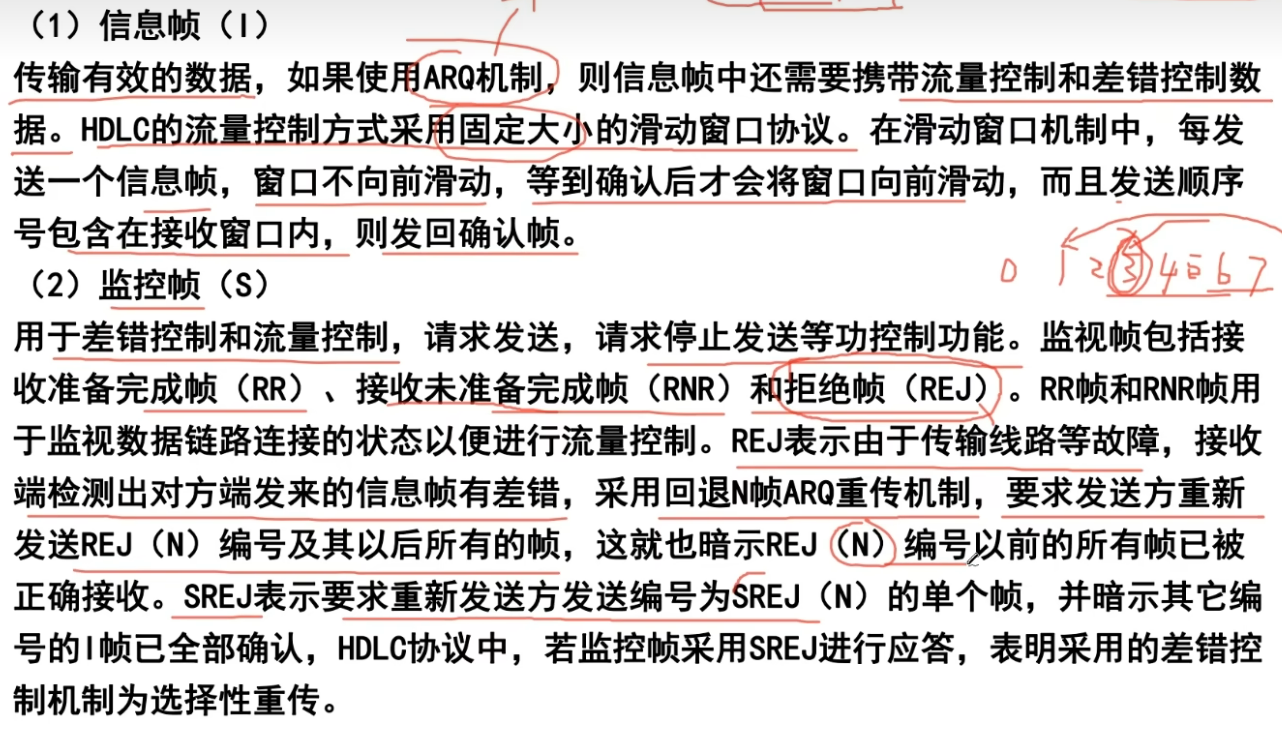 （1）信息帧（I）
传输有效的数据，如果使用ARQ机制，则信息帧中还需要携带流量控制和差错控制数
据。HDLC的流量控制方式采用固定大小的滑动窗口协议。在滑动窗口机制中，每发
送一个信息帧，窗口不向前滑动，等到确认后才会将窗口向前滑动，而且发送顺序
号包含在接收窗口内，则发回确认帧。
0 1 2 3 4 5 6 7
（2）监控帧（S）
用于差错控制和流量控制，请求发送，请求停止发送等功控制功能。监视帧包括接
收准备完成帧（RR）、接收未准备完成帧（RNR）和拒绝帧（REJ）。RR帧和RNR帧用
于监视数据链路连接的状态以便进行流量控制。REJ表示由于传输线路等故障，接收
端检测出对方端发来的信息帧有差错，采用回退N帧ARQ重传机制，要求发送方重新
发送REJ（N）编号及其以后所有的帧，这就也暗示REJ（N）编号以前的所有帧已被
正确接收。SREJ表示要求重新发送方发送编号为SREJ（N）的单个帧，并暗示其它编
号的I帧已全部确认，HDLC协议中，若监控帧采用SREJ进行应答，表明采用的差错控
制机制为选择性重传。